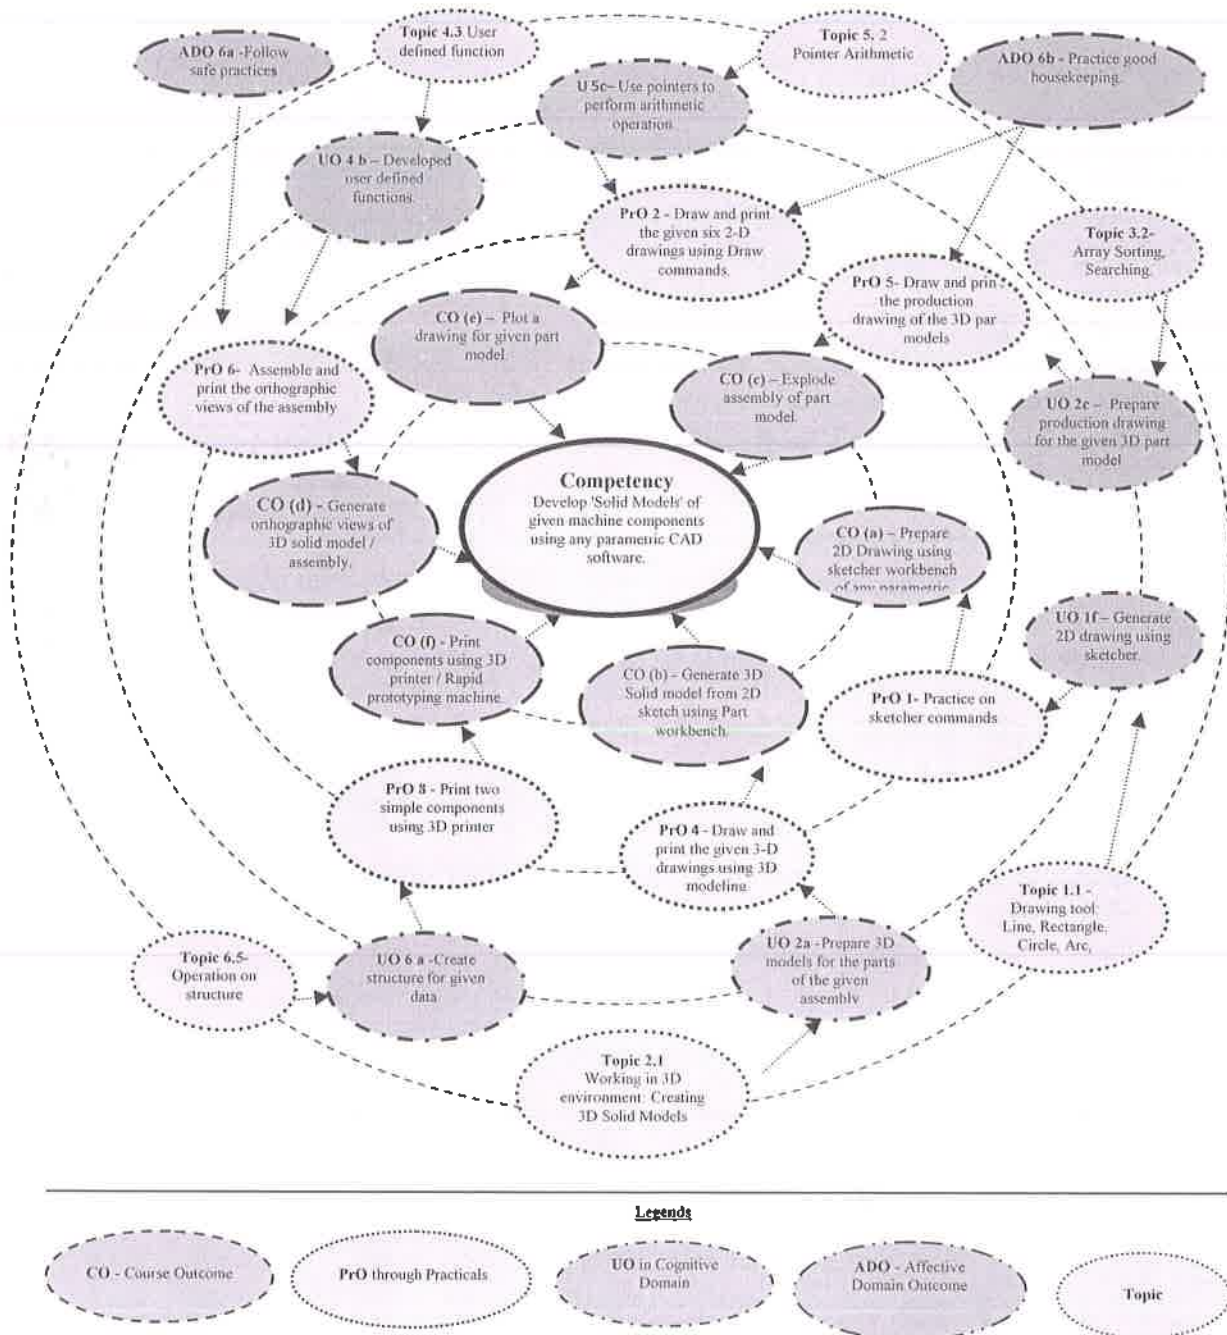 ADO 6a -Follow
safe practices
Topic 4.3 User
defined function
Topic 5. 2
Pointer Arithmetic
ADO 6b - Practice good
housekeeping.
U 5c– Use pointers to
perform arithmetic
operation.
UO 4 b – Developed
user defined
functions.
PrO 2 - Draw and print
the given six 2-D
drawings using Draw
commands.
Topic 3.2-
Array Sorting,
Searching.
PrO 5- Draw and prin
the production
drawing of the 3D par
models
CO (e) – Plot a
drawing for given part
model.
PrO 6- Assemble and
print the orthographic
views of the assembly
CO (c) – Explode
assembly of part
model.
UO 2c – Prepare
production drawing
for the given 3D part
model
Competency
Develop 'Solid Models' of
given machine components
using any parametric CAD
software.
CO (d) - Generate
orthographic views of
3D solid model /
assembly.
CO (a) – Prepare
2D Drawing using
sketcher workbench
of any parametric
UO 1f – Generate
2D drawing using
sketcher.
CO (f) - Print
components using 3D
printer / Rapid
prototyping machine
CO (b) - Generate 3D
Solid model from 2D
sketch using Part
workbench.
PrO 1- Practice on
sketcher commands
PrO 8 - Print two
simple components
using 3D printer
PrO 4 - Draw and
print the given 3-D
drawings using 3D
modeling
Topic 1.1 -
Drawing tool:
Line, Rectangle,
Circle, Arc,
Topic 6.5-
Operation on
structure
UO 6 a -Create
structure for given
data
UO 2a -Prepare 3D
models for the parts
of the given
assembly
Topic 2.1
Working in 3D
environment: Creating
3D Solid Models
Legends
CO - Course Outcome
PrO through Practicals
UO in Cognitive
Domain
ADO - Affective
Domain Outcome
Topic